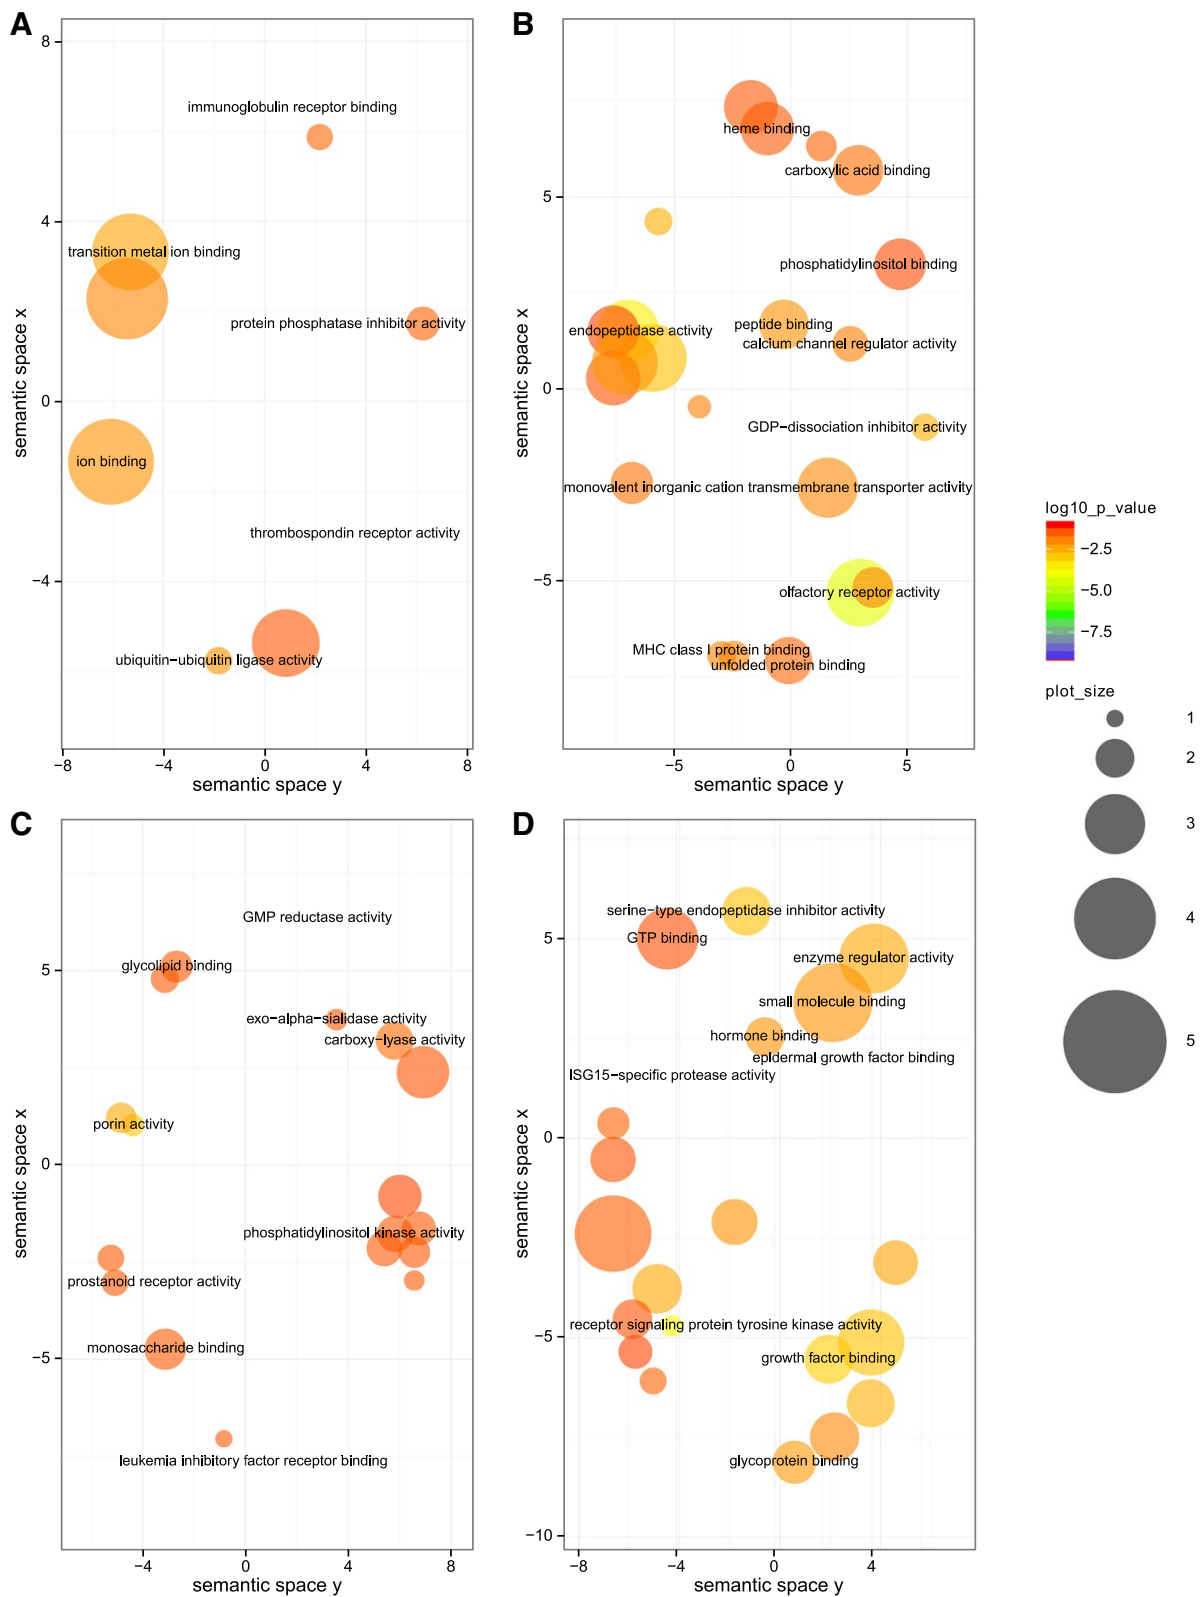 A
8
4
0
−4
−8
−4
0
4
8
semantic space x
semantic space y
immunoglobulin receptor binding
transition metal ion binding
protein phosphatase inhibitor activity
ion binding
thrombospondin receptor activity
ubiquitin−ubiquitin ligase activity
B
5
0
−5
−5
0
5
semantic space x
semantic space y
heme binding
carboxylic acid binding
phosphatidylinositol binding
endopeptidase activity
peptide binding
calcium channel regulator activity
GDP−dissociation inhibitor activity
monovalent inorganic cation transmembrane transporter activity
olfactory receptor activity
MHC class I protein binding
unfolded protein binding
log10_p_value
−2.5
−5.0
−7.5
plot_size
1
2
3
4
5
C
5
0
−5
−4
0
4
8
semantic space x
semantic space y
GMP reductase activity
glycolipid binding
exo−alpha−sialidase activity
carboxy−lyase activity
porin activity
phosphatidylinositol kinase activity
prostanoid receptor activity
monosaccharide binding
leukemia inhibitory factor receptor binding
D
5
0
−5
−10
−8
−4
0
4
semantic space x
semantic space y
serine−type endopeptidase inhibitor activity
GTP binding
enzyme regulator activity
small molecule binding
hormone binding
epidermal growth factor binding
ISG15−specific protease activity
receptor signaling protein tyrosine kinase activity
growth factor binding
glycoprotein binding